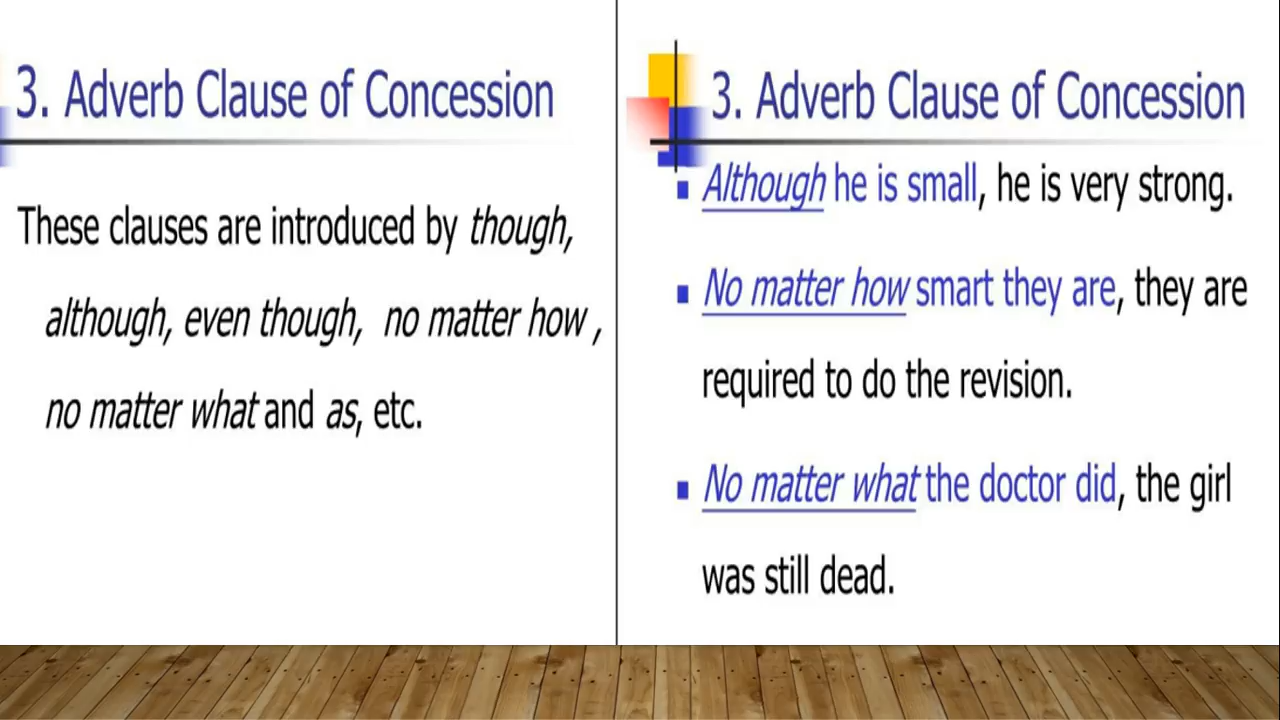 3. Adverb Clause of Concession
These clauses are introduced by though,
although, even though, no matter how ,
no matter what and as, etc.
3. Adverb Clause of Concession
Although he is small, he is very strong.
No matter how smart they are, they are
required to do the revision.
No matter what the doctor did, the girl
was still dead.